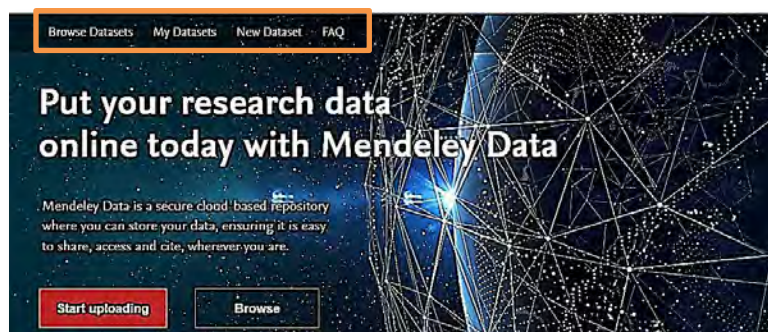 Browse Datasets My Datasets New Dataset FAQ
Put your research data
online today with Mendeley Data
Mendeley Data is a secure cloud-based repository
where you can store your data, ensuring it is easy
to share, access and cite, wherever you are.
Start uploading Browse